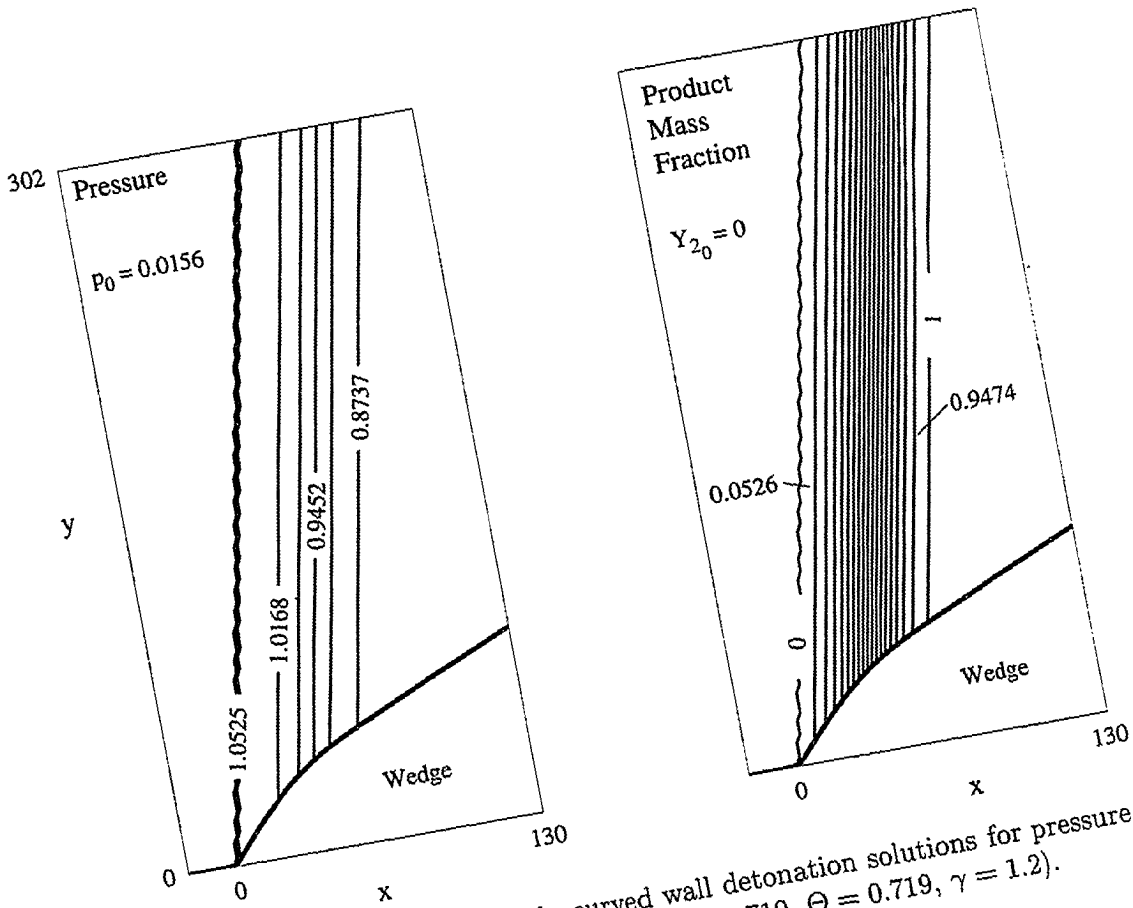 302
Pressure
p0 = 0.0156
0.8737
0.9452
1.0168
1.0525
y
Wedge
0
0
x
130
Product
Mass
Fraction
Y20 = 0
1
0.9474
0.0526
0
Wedge
0
x
130
curved wall detonation solutions for pressure
Θ = 0.719, γ = 1.2).